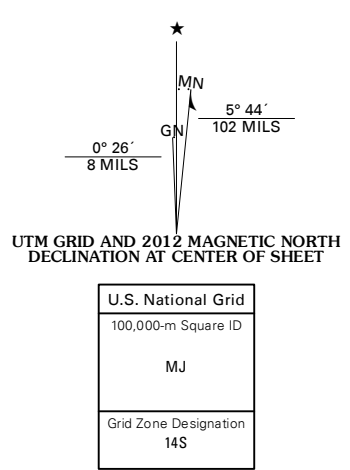 ★
MN
GN
5° 44´
102 MILS
0° 26´
8 MILS
UTM GRID AND 2012 MAGNETIC NORTH
DECLINATION AT CENTER OF SHEET
U.S. National Grid
100,000-m Square ID
MJ
Grid Zone Designation
14S